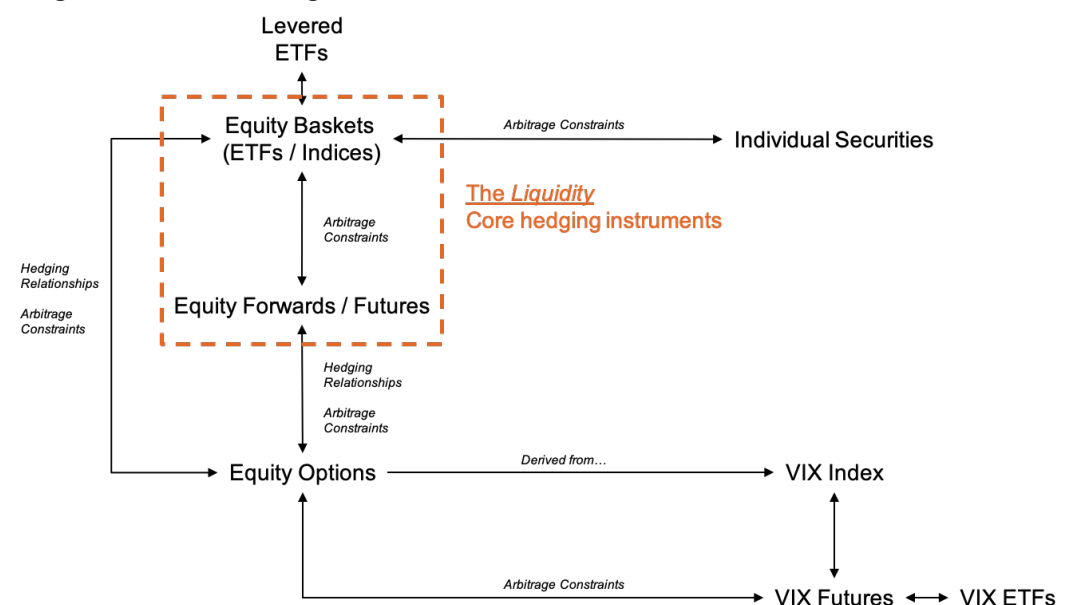 Levered
ETFs
Equity Baskets
(ETFs / Indices)
Arbitrage Constraints
Individual Securities
The Liquidity
Core hedging instruments
Arbitrage
Constraints
Hedging
Relationships
Arbitrage
Constraints
Equity Forwards / Futures
Hedging
Relationships
Arbitrage
Constraints
Equity Options
Derived from…
VIX Index
Arbitrage Constraints
VIX Futures
VIX ETFs